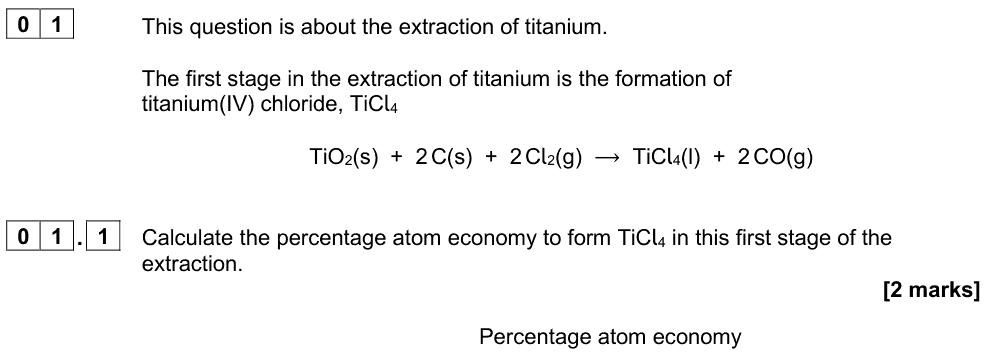 0 1 This question is about the extraction of titanium.
The first stage in the extraction of titanium is the formation of
titanium(IV) chloride, TiCl₄
TiO₂(s) + 2 C(s) + 2 Cl₂(g) ⟶ TiCl₄(l) + 2 CO(g)
0 1 . 1 Calculate the percentage atom economy to form TiCl₄ in this first stage of the
extraction.
[2 marks]
Percentage atom economy